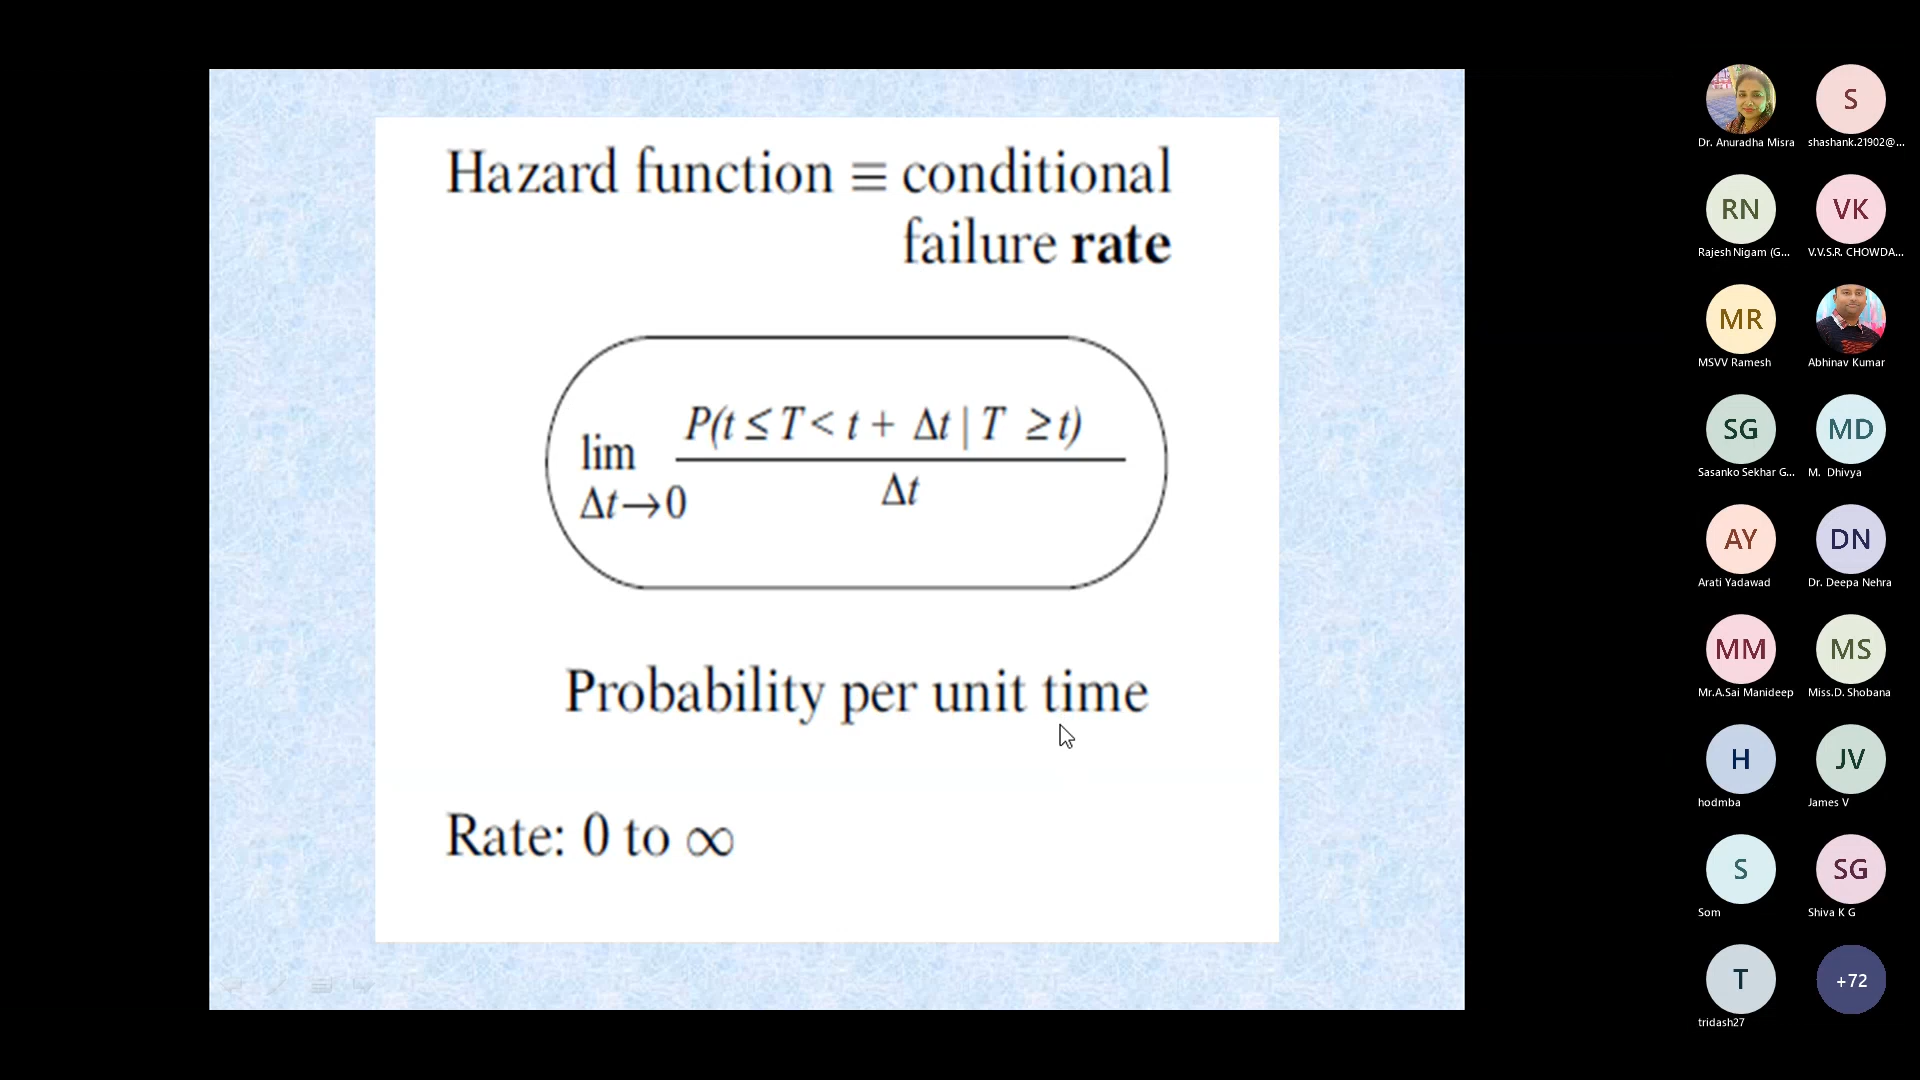 Hazard function ≡ conditional
failure rate
lim P(t ≤ T < t + Δt | T ≥ t)
Δt→0 Δt
Probability per unit time
Rate: 0 to ∞
S
Dr. Anuradha Misra shashank.21902@...
RN VK
Rajesh Nigam (G... V.V.S.R. CHOWDA...
MR
MSVV Ramesh Abhinav Kumar
SG MD
Sasanko Sekhar G... M. Dhivya
AY DN
Arati Yadawad Dr. Deepa Nehra
MM MS
Mr.A.Sai Manideep Miss.D. Shobana
H JV
hodmba James V
S SG
Som Shiva K G
T +72
tridash27